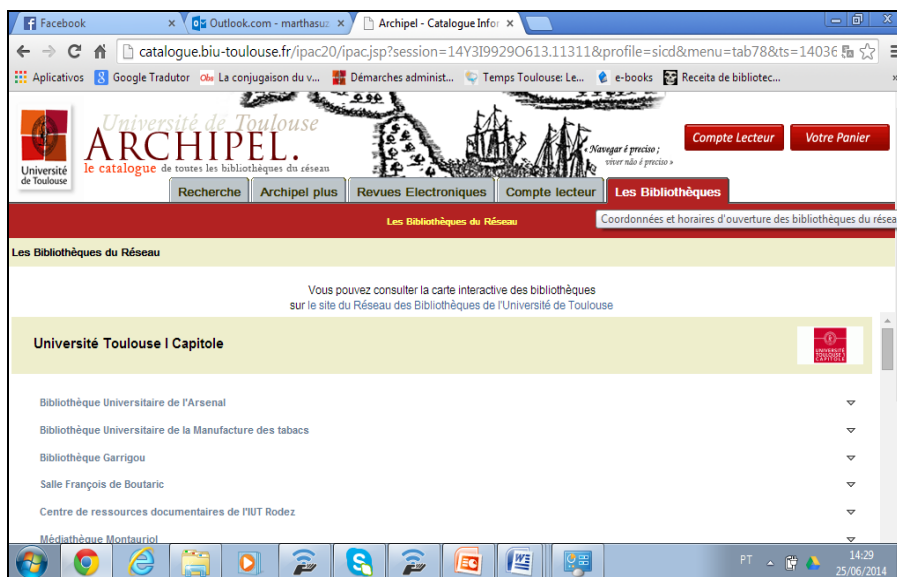 Facebook
Outlook.com - marthasuz
Archipel - Catalogue Infor
catalogue.biu-toulouse.fr/ipac20/ipac.jsp?session=14Y3I9929O613.11311&profile=sicd&menu=tab78&ts=14036
Aplicativos Google Tradutor La conjugaison du v... Démarches administ... Temps Toulouse: Le... e-books Receita de bibliotec... »
Université de Toulouse
ARCHIPEL.
le catalogue de toutes les bibliothèques du réseau
Université
de Toulouse
«Navegar é preciso ;
viver não é preciso »
Compte Lecteur Votre Panier
Recherche Archipel plus Revues Electroniques Compte lecteur Les Bibliothèques
Les Bibliothèques du Réseau
Coordonnées et horaires d'ouverture des bibliothèques du résea
Les Bibliothèques du Réseau
Vous pouvez consulter la carte interactive des bibliothèques
sur le site du Réseau des Bibliothèques de l'Université de Toulouse
Université Toulouse I Capitole
UNIVERSITÉ
TOULOUSE 1
CAPITOLE
Bibliothèque Universitaire de l'Arsenal
Bibliothèque Universitaire de la Manufacture des tabacs
Bibliothèque Garrigou
Salle François de Boutaric
Centre de ressources documentaires de l'IUT Rodez
Médiathèque Montauriol
PT
14:29
25/06/2014